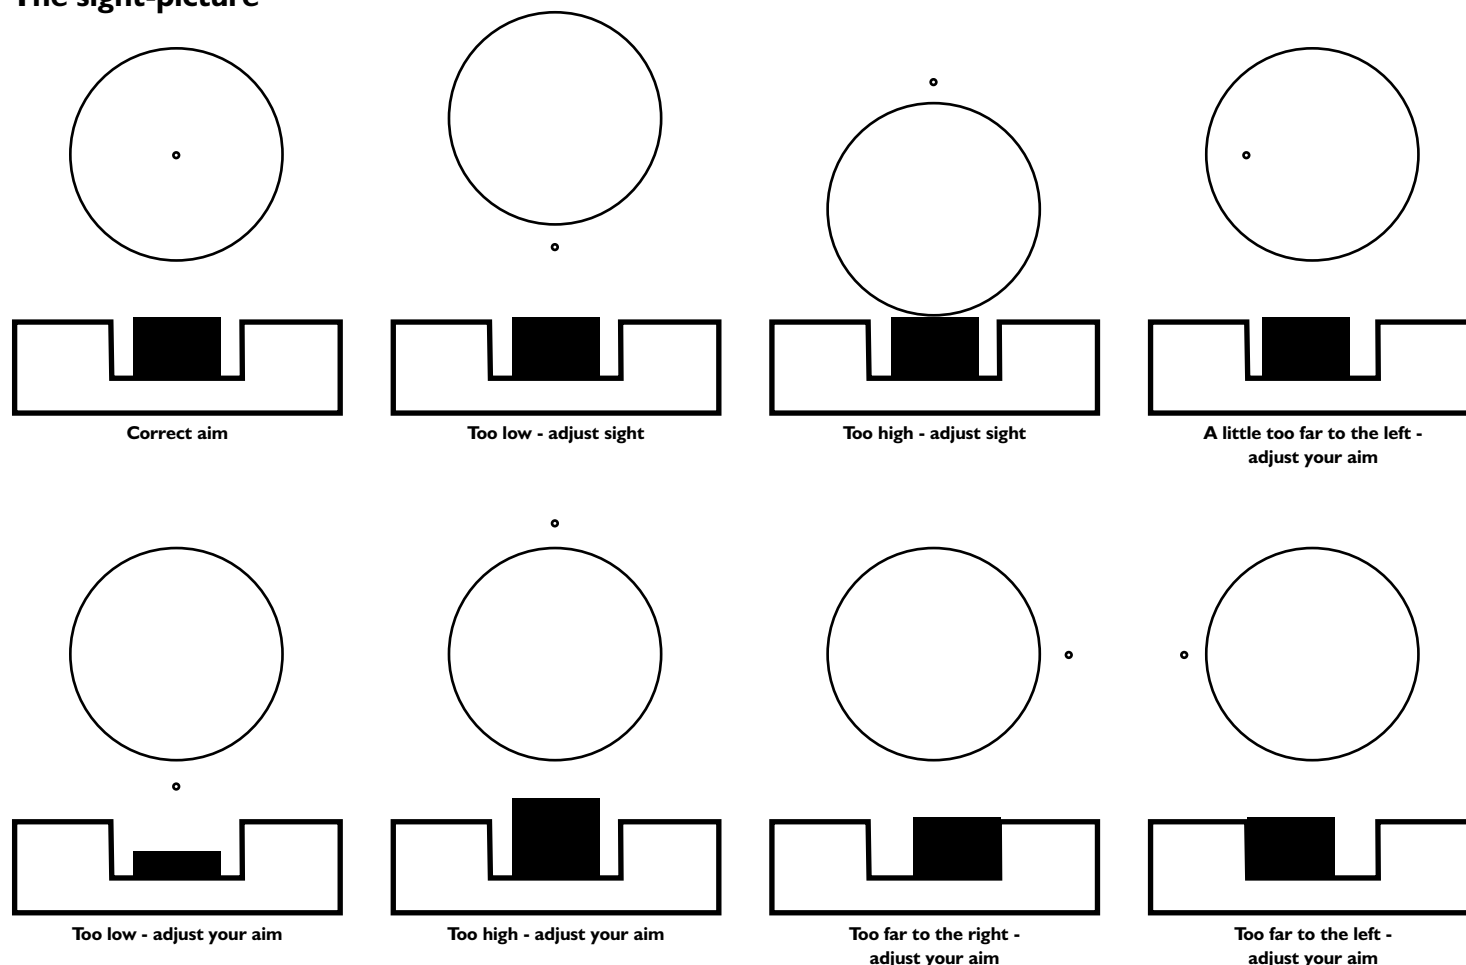 The sight-picture
Correct aim
Too low - adjust sight
Too high - adjust sight
A little too far to the left -
adjust your aim
Too low - adjust your aim
Too high - adjust your aim
Too far to the right -
adjust your aim
Too far to the left -
adjust your aim